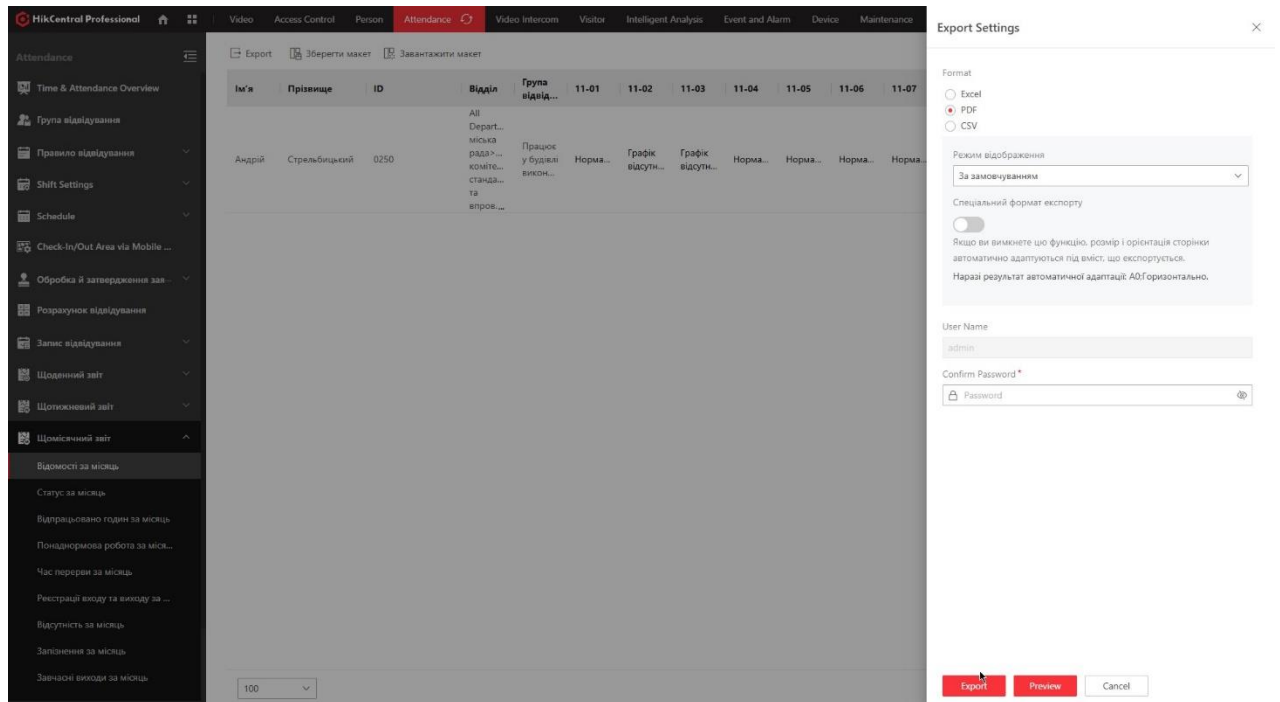 HikCentral Professional
Video Access Control Person Attendance Video Intercom Visitor Intelligent Analysis Event and Alarm Device Maintenance
Attendance
Time & Attendance Overview
Група відвідування
Правило відвідування
Shift Settings
Schedule
Check-In/Out Area via Mobile ...
Обробка й затвердження зая...
Розрахунок відвідування
Запис відвідування
Щоденний звіт
Щотижневий звіт
Щомісячний звіт
Відомості за місяць
Статус за місяць
Відпрацьовано годин за місяць
Понаднормова робота за міся...
Час перерви за місяць
Реєстрації входу та виходу за ...
Відсутність за місяць
Запізнення за місяць
Завчасні виходи за місяць
Export Зберегти макет Завантажити макет
Ім'я Прізвище ID Відділ Група відвід... 11-01 11-02 11-03 11-04 11-05 11-06 11-07
Андрій Стрельбицький 0250
All
Depart...
міська
рада>...
коміте...
станда...
та
впров....
Працює
у будівлі
викон...
Норма... Графік відсутн... Графік відсутн... Норма... Норма... Норма... Норма...
100
Export Settings
Format
Excel
PDF
CSV
Режим відображення
За замовчуванням
Спеціальний формат експорту
Якщо ви вимкнете цю функцію, розмір і орієнтація сторінки
автоматично адаптуються під вміст, що експортується.
Наразі результат автоматичної адаптації: A0:Горизонтально.
User Name
admin
Confirm Password *
Password
Export Preview Cancel